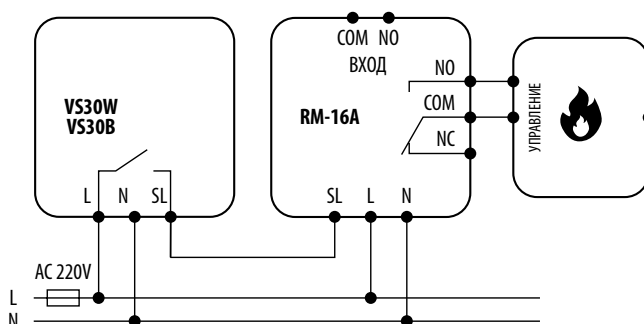 COM NO
ВХОД
VS30W
VS30B
RM-16A
NO
COM
NC
УПРАВЛЕНИЕ
L N SL
SL L N
AC 220V
L
N